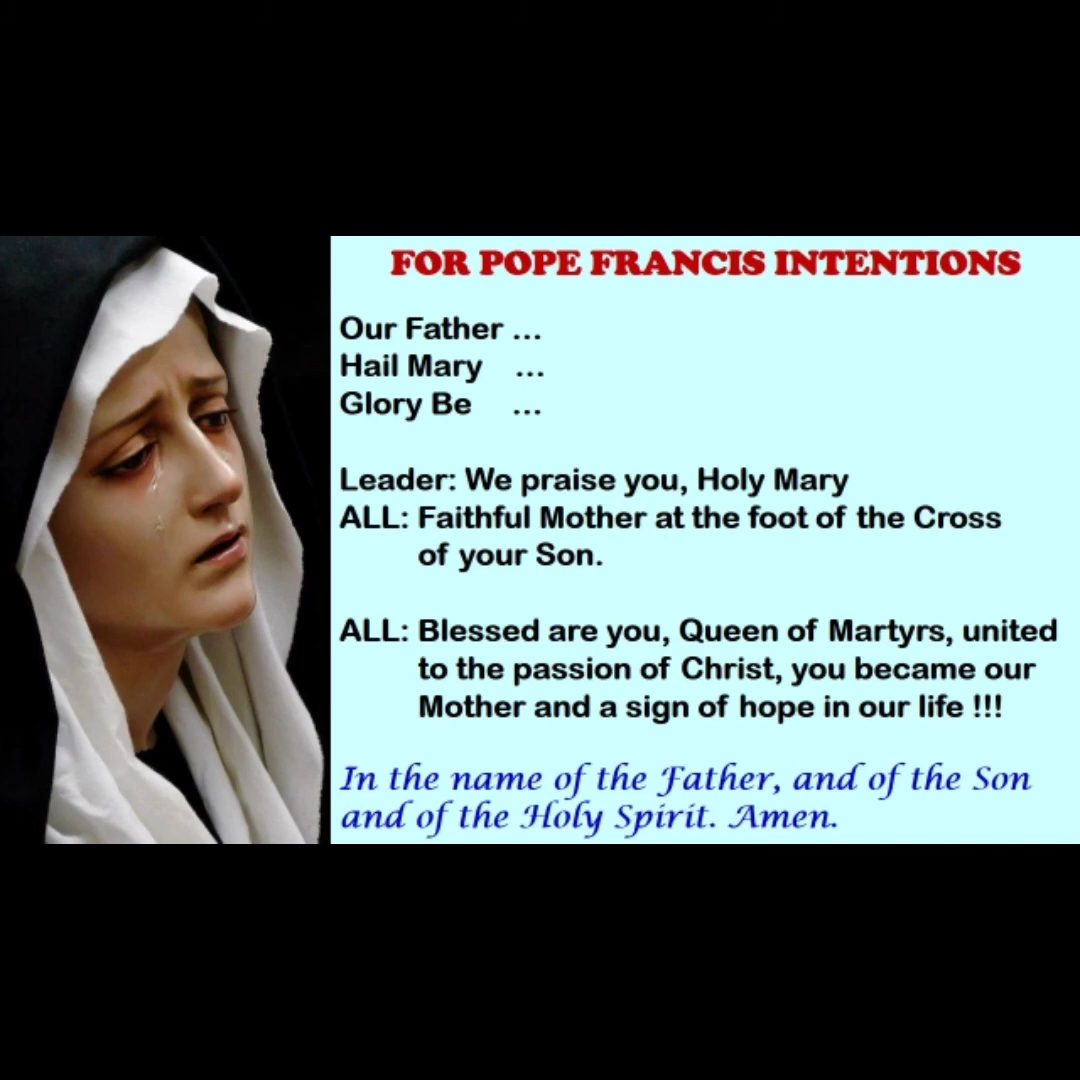 FOR POPE FRANCIS INTENTIONS
Our Father ...
Hail Mary ...
Glory Be ...
Leader: We praise you, Holy Mary
ALL: Faithful Mother at the foot of the Cross
of your Son.
ALL: Blessed are you, Queen of Martyrs, united
to the passion of Christ, you became our
Mother and a sign of hope in our life !!!
In the name of the Father, and of the Son
and of the Holy Spirit. Amen.